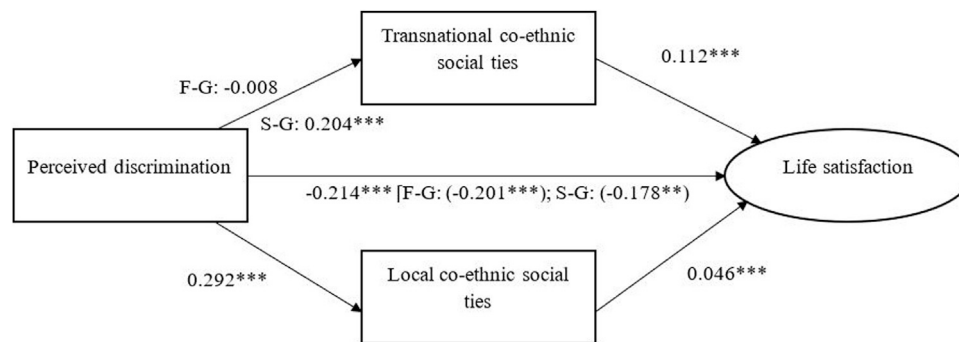 Transnational co-ethnic
social ties
0.112***
F-G: -0.008
S-G: 0.204***
Perceived discrimination
Life satisfaction
-0.214*** [F-G: (-0.201***); S-G: (-0.178**)
0.292***
Local co-ethnic social
ties
0.046***